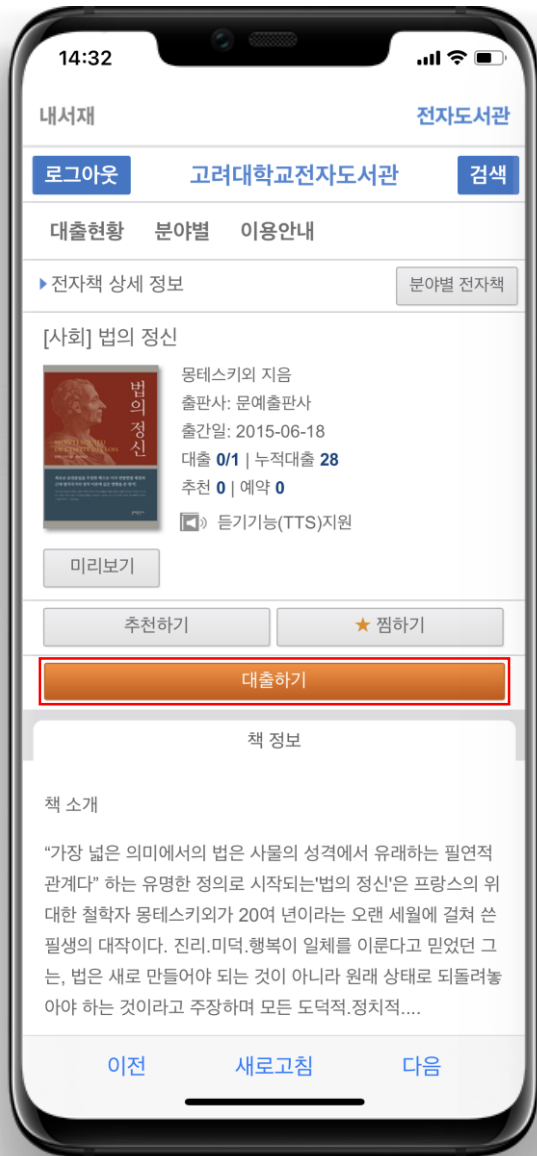 14:32
내서재 전자도서관
로그아웃 고려대학교전자도서관 검색
대출현황 분야별 이용안내
전자책 상세 정보 분야별 전자책
[사회] 법의 정신
법의 정신
몽테스키외 지음
출판사: 문예출판사
출간일: 2015-06-18
대출 0/1 | 누적대출 28
추천 0 | 예약 0
듣기기능(TTS)지원
미리보기
추천하기 ★ 찜하기
대출하기
책 정보
책 소개
“가장 넓은 의미에서의 법은 사물의 성격에서 유래하는 필연적
관계다” 하는 유명한 정의로 시작되는'법의 정신'은 프랑스의 위
대한 철학자 몽테스키외가 20여 년이라는 오랜 세월에 걸쳐 쓴
필생의 대작이다. 진리.미덕.행복이 일체를 이룬다고 믿었던 그
는, 법은 새로 만들어야 되는 것이 아니라 원래 상태로 되돌려놓
아야 하는 것이라고 주장하며 모든 도덕적.정치적....
이전 새로고침 다음